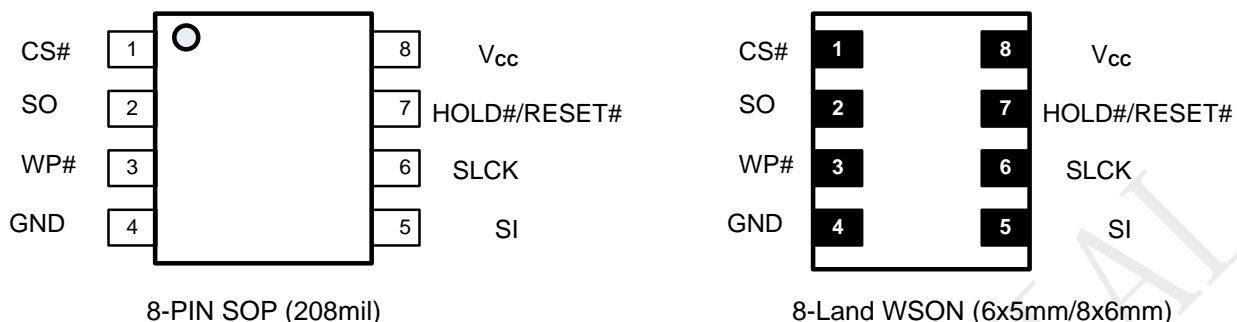 CS# 1 8 Vcc
SO 2 7 HOLD#/RESET#
WP# 3 6 SLCK
GND 4 5 SI
8-PIN SOP (208mil)
CS# 1 8 Vcc
SO 2 7 HOLD#/RESET#
WP# 3 6 SLCK
GND 4 5 SI
8-Land WSON (6x5mm/8x6mm)
AI